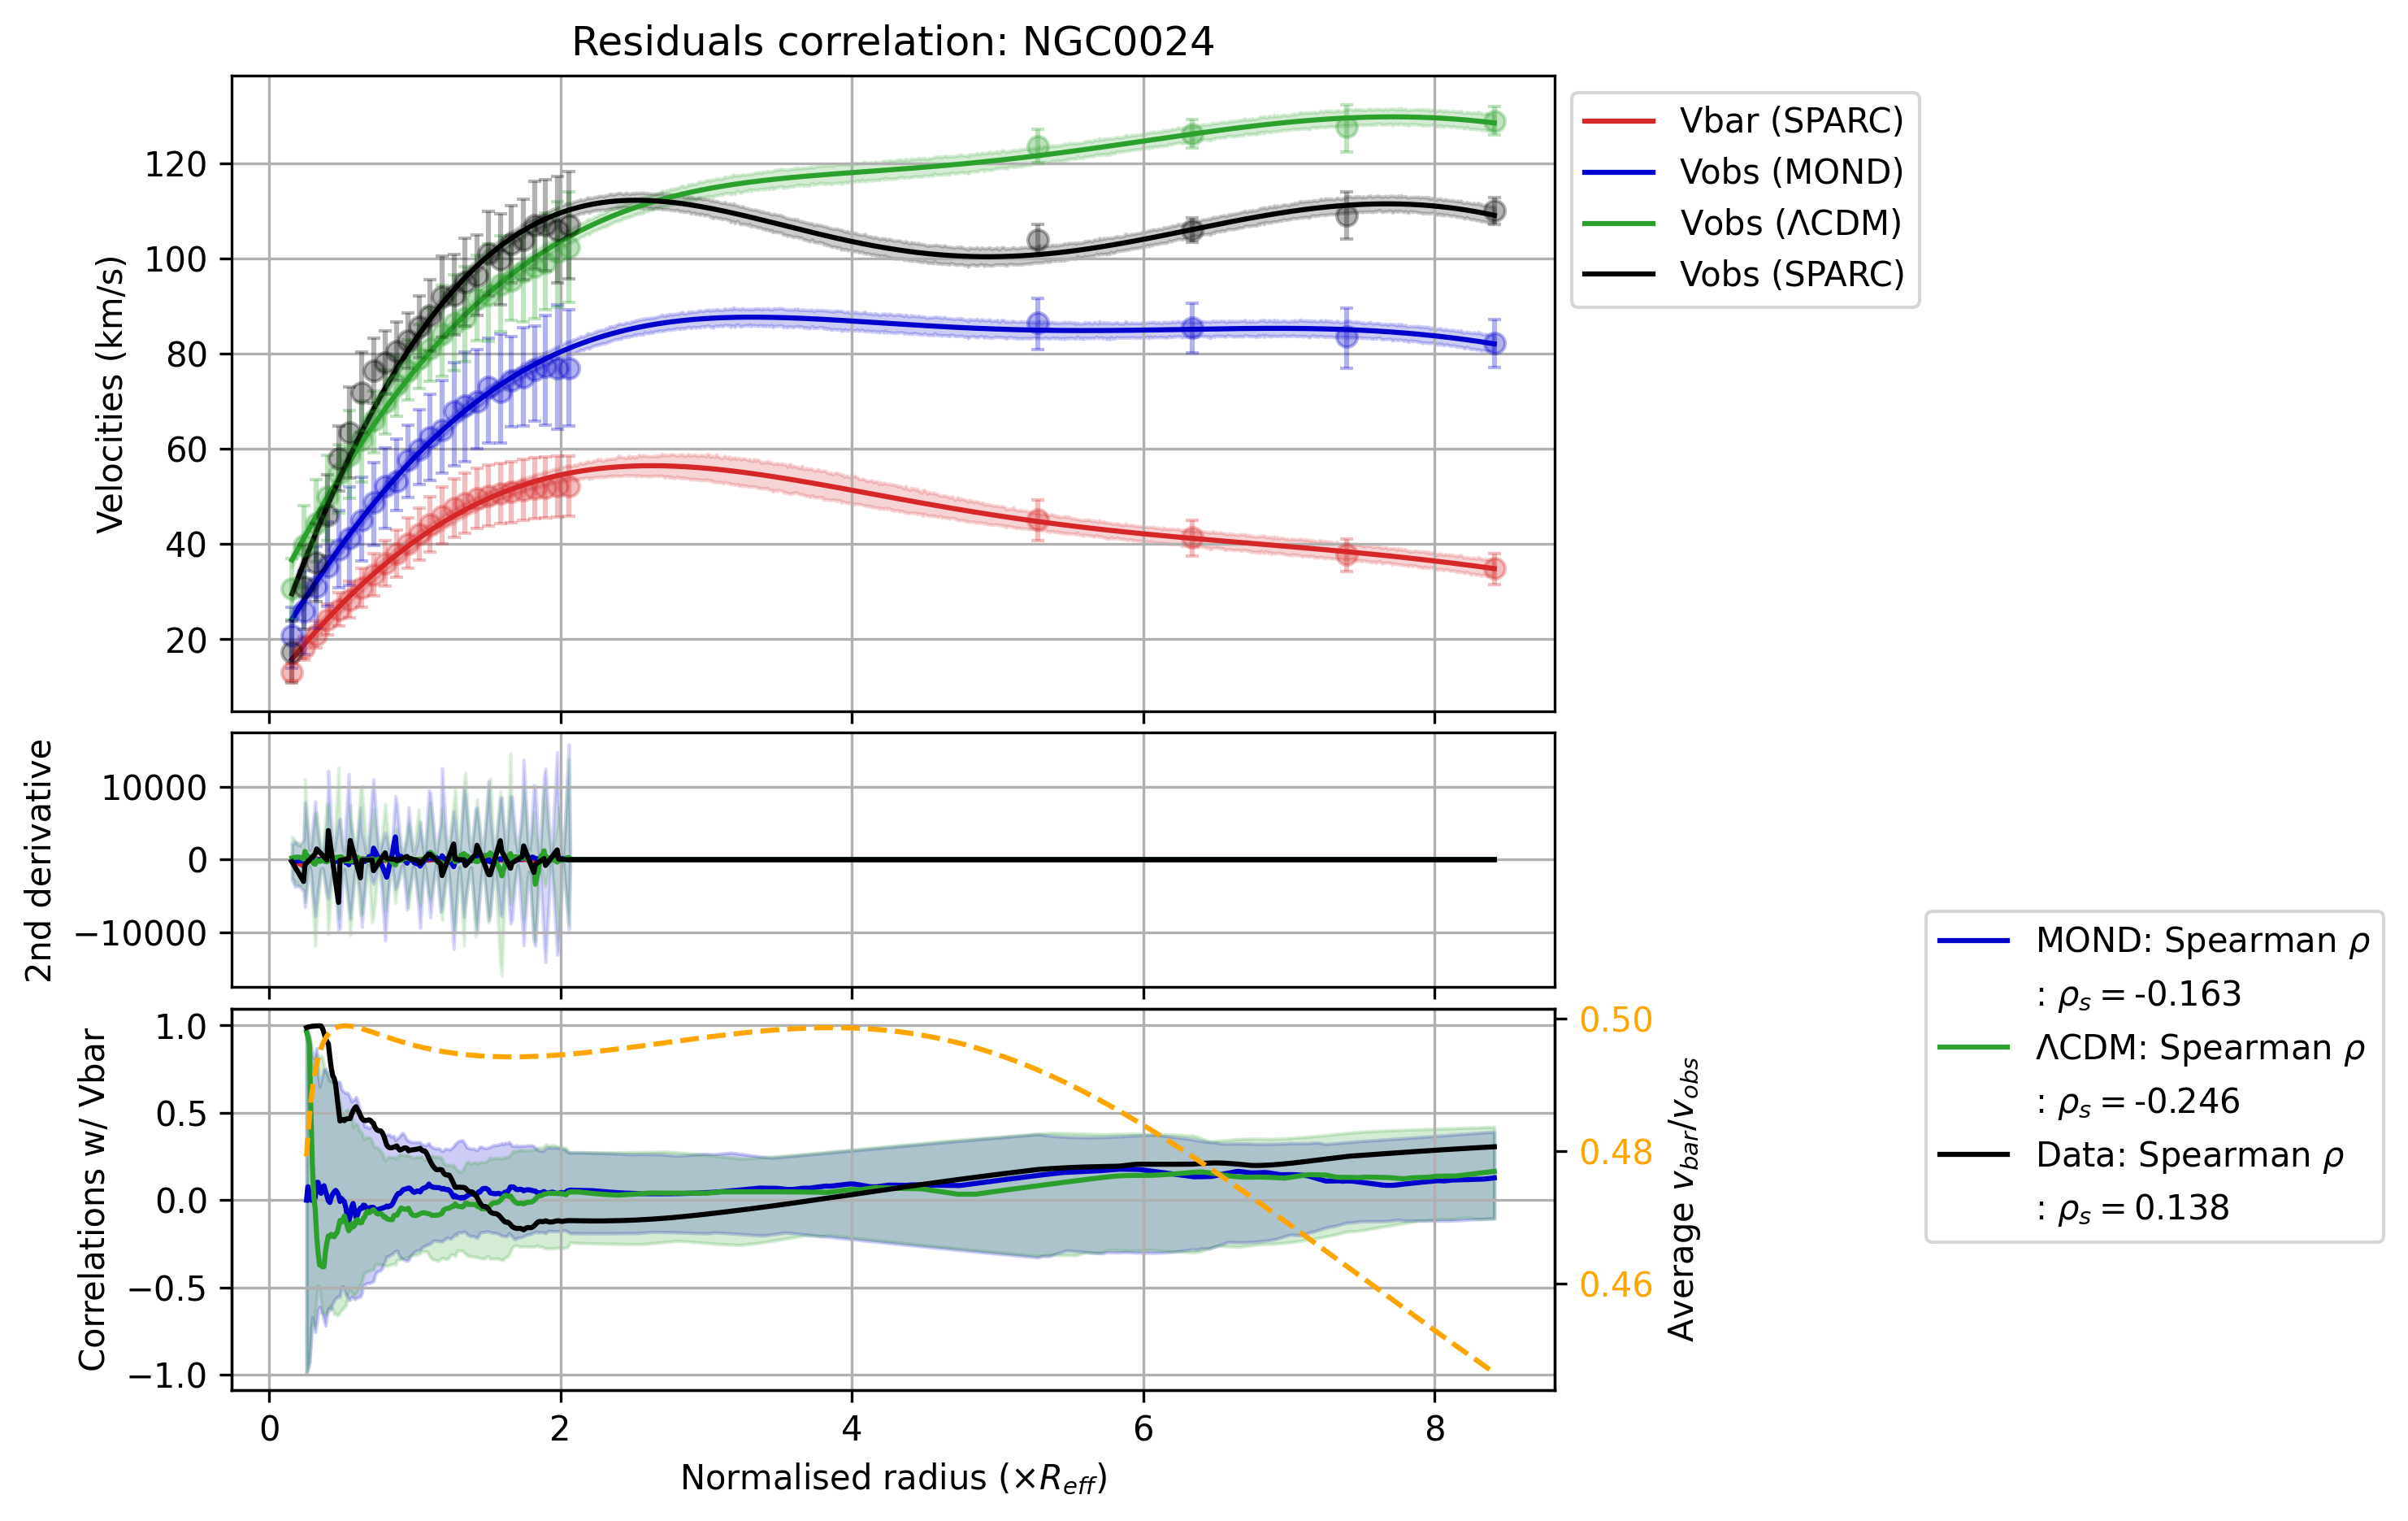 Residuals correlation: NGC0024
Velocities (km/s)
120
100
80
60
40
20
Vbar (SPARC)
Vobs (MOND)
Vobs (ΛCDM)
Vobs (SPARC)
2nd derivative
10000
0
−10000
Correlations w/ Vbar
1.0
0.5
0.0
−0.5
−1.0
0.50
0.48
0.46
Average v_bar/v_obs
0 2 4 6 8
Normalised radius (×R_eff)
MOND: Spearman ρ
: ρ_s = -0.163
ΛCDM: Spearman ρ
: ρ_s = -0.246
Data: Spearman ρ
: ρ_s = 0.138